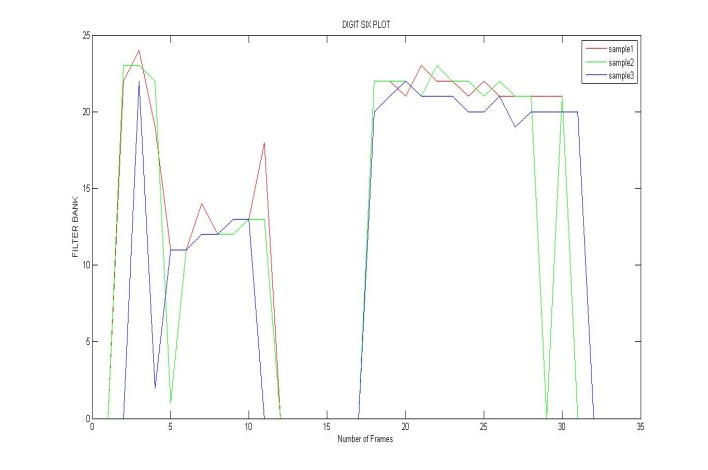 DIGIT SIX PLOT
25
20
15
10
5
0
FILTER BANK
sample1
sample2
sample3
0 5 10 15 20 25 30 35
Number of Frames